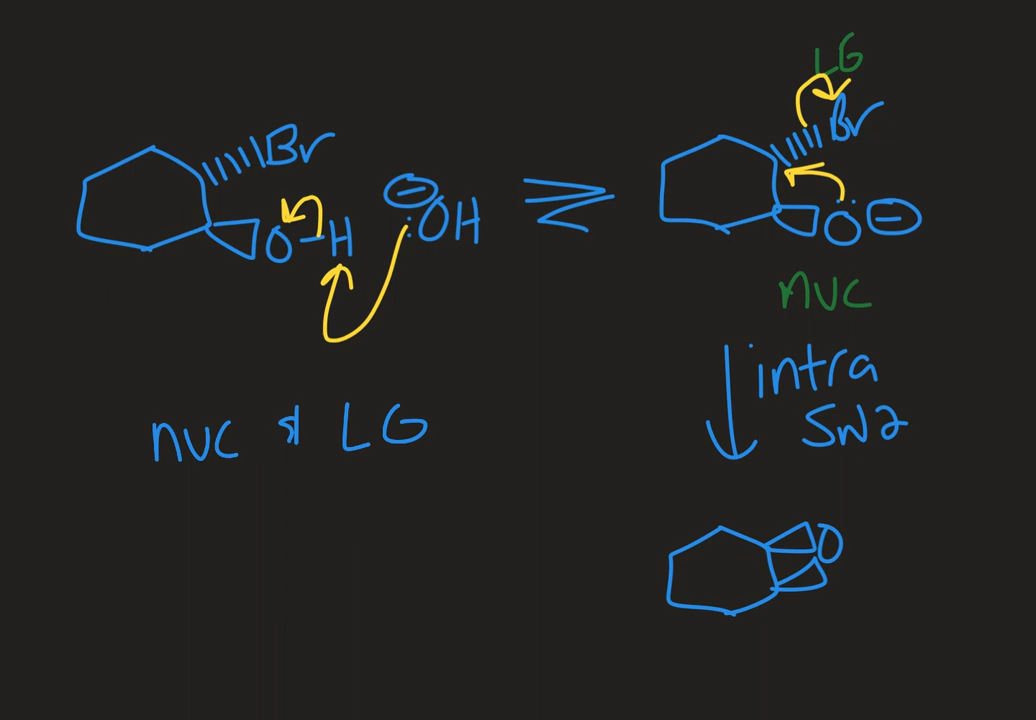 LG
Br
Br
O-H
⊖
:OH
Ö ⊖
nuc
intra
SN2
nuc & LG
O